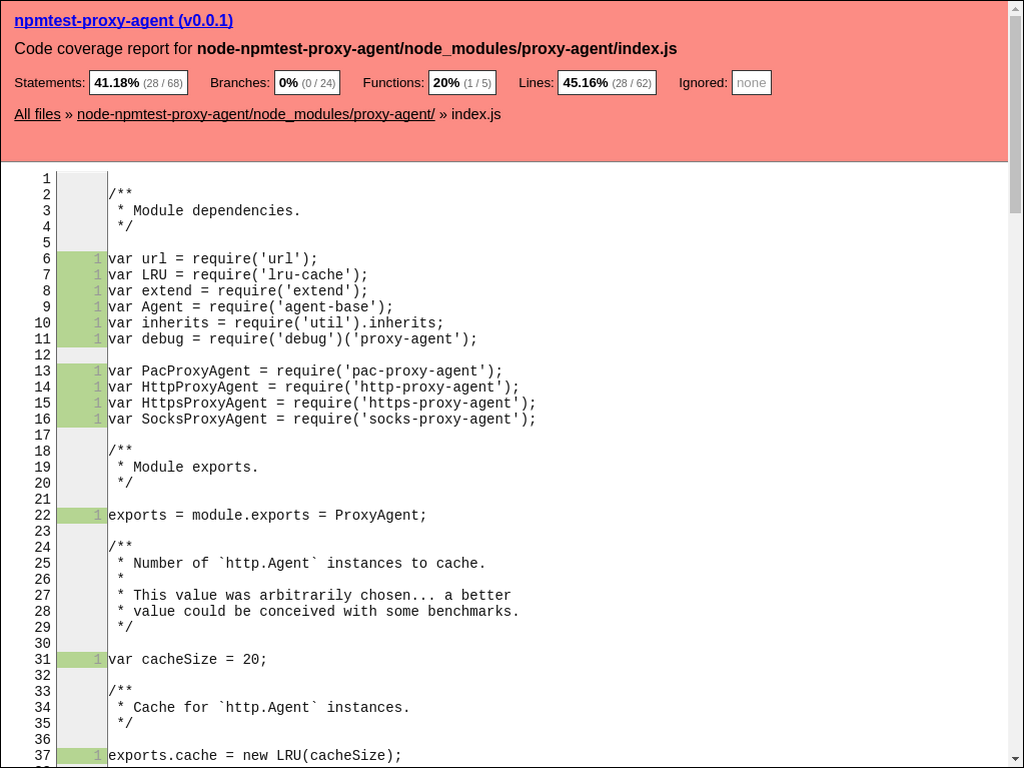 npmtest-proxy-agent (v0.0.1)
Code coverage report for node-npmtest-proxy-agent/node_modules/proxy-agent/index.js
Statements: 41.18% (28 / 68) Branches: 0% (0 / 24) Functions: 20% (1 / 5) Lines: 45.16% (28 / 62) Ignored: none
All files » node-npmtest-proxy-agent/node_modules/proxy-agent/ » index.js
1
2 /**
3 * Module dependencies.
4 */
5
6 1 var url = require('url');
7 1 var LRU = require('lru-cache');
8 1 var extend = require('extend');
9 1 var Agent = require('agent-base');
10 1 var inherits = require('util').inherits;
11 1 var debug = require('debug')('proxy-agent');
12
13 1 var PacProxyAgent = require('pac-proxy-agent');
14 1 var HttpProxyAgent = require('http-proxy-agent');
15 1 var HttpsProxyAgent = require('https-proxy-agent');
16 1 var SocksProxyAgent = require('socks-proxy-agent');
17
18 /**
19 * Module exports.
20 */
21
22 1 exports = module.exports = ProxyAgent;
23
24 /**
25 * Number of `http.Agent` instances to cache.
26 *
27 * This value was arbitrarily chosen... a better
28 * value could be conceived with some benchmarks.
29 */
30
31 1 var cacheSize = 20;
32
33 /**
34 * Cache for `http.Agent` instances.
35 */
36
37 1 exports.cache = new LRU(cacheSize);